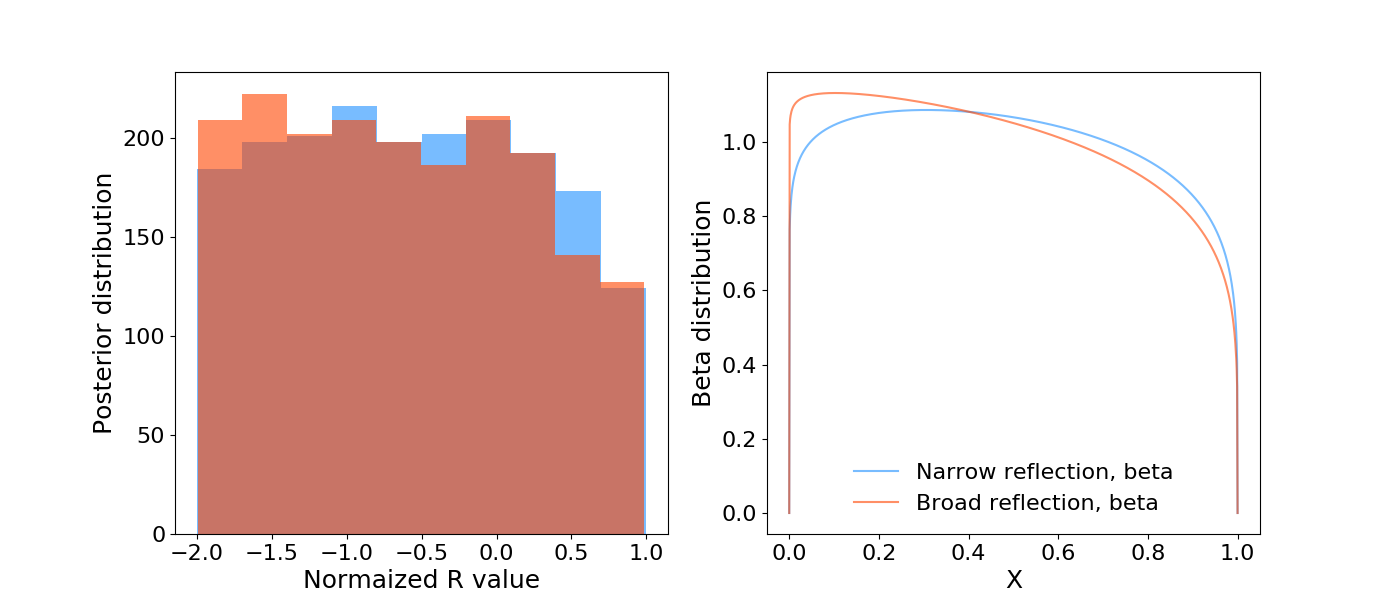 Posterior distribution
200
150
100
50
0
−2.0 −1.5 −1.0 −0.5 0.0 0.5 1.0
Normaized R value
Beta distribution
1.0
0.8
0.6
0.4
0.2
0.0
Narrow reflection, beta
Broad reflection, beta
0.0 0.2 0.4 0.6 0.8 1.0
X